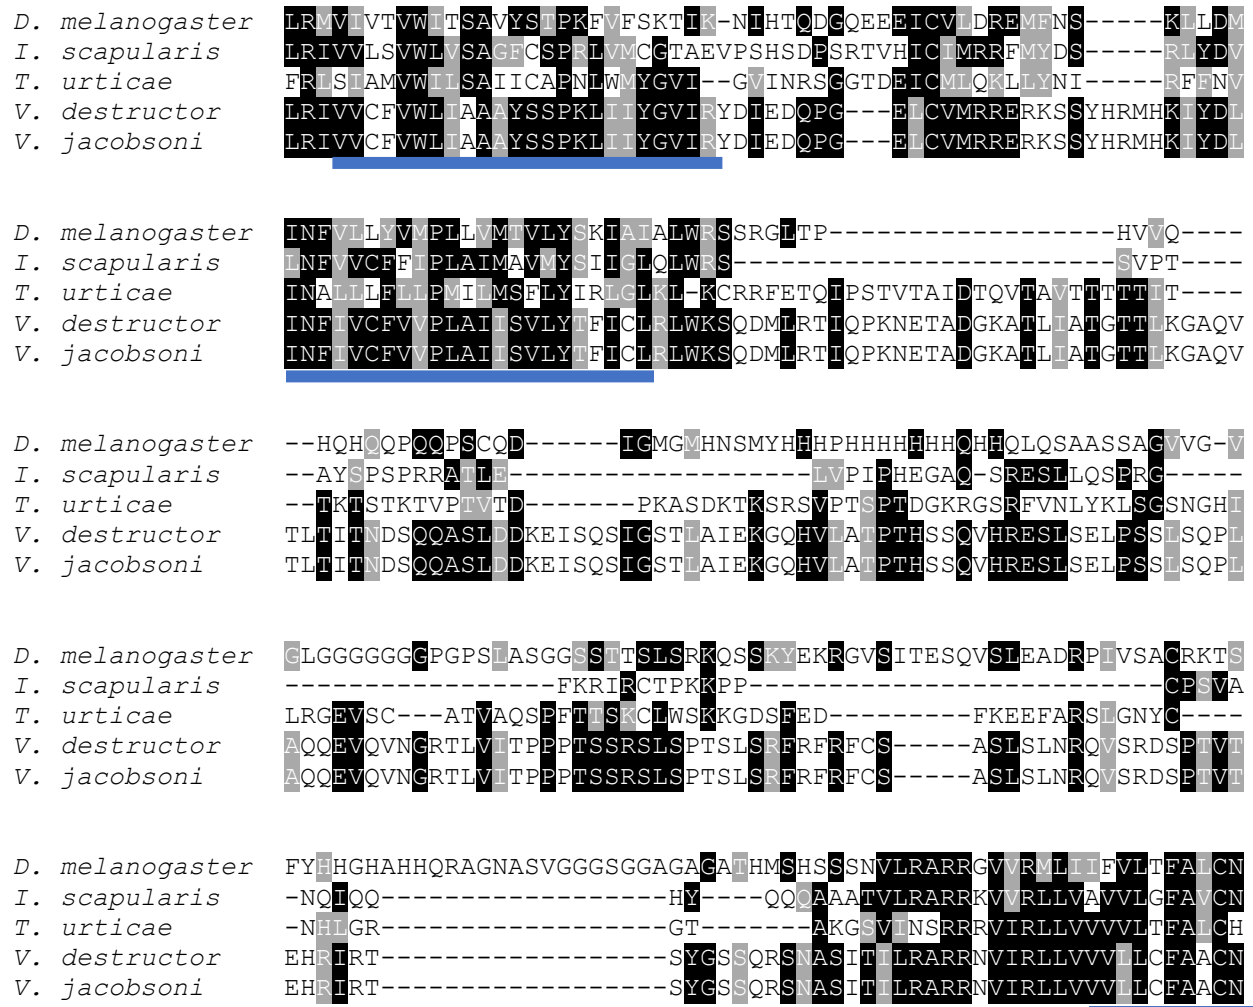 D. melanogaster LRMVIVTVWITSAVYSTPKFVFSKTIK-NIHTQDGQEEEICVLDREMFNS-----KLLDM
I. scapularis LRIVVLSVWLVSAGFCSPRLVMCGTAEVPSHSDPSRTVHICIMRRFMYDS-----RLYDV
T. urticae FRLSIAMVWILSAIICAPNLWMYGVI--GVINRSGGTDEICMLQKLLYNI-----RFFNV
V. destructor LRIVVCFVWLIAAAYSSPKLIIYGVIRYDIEDQPG---ELCVMRRERKSSYHRMHKIYDL
V. jacobsoni LRIVVCFVWLIAAAYSSPKLIIYGVIRYDIEDQPG---ELCVMRRERKSSYHRMHKIYDL
D. melanogaster INFVLLYVMPLLVMTVLYSKIAIALWRSSRGLTP------------------HVVQ----
I. scapularis LNFVVCFFIPLAIMAVMYSIIGLQLWRS------------------------SVPT----
T. urticae INALLLFLLPMILMSFLYIRLGLKL-KCRRFETQIPSTVTAIDTQVTAVTTTTTIT----
V. destructor INFIVCFVVPLAIISVLYTFICLRLWKSQDMLRTIQPKNETADGKATLIATGTTLKGAQV
V. jacobsoni INFIVCFVVPLAIISVLYTFICLRLWKSQDMLRTIQPKNETADGKATLIATGTTLKGAQV
D. melanogaster --HQHQQPQQPSCQD------IGMGMHNSMYHHHPHHHHHHHQHHQLQSAASSAGVVG-V
I. scapularis --AYSPSPRRATLE-------------------LVPIPHEGAQ-SRESLLQSPRG-----
T. urticae --TKTSTKTVPTVTD-------PKASDKTKSRSVPTSPTDGKRGSRFVNLYKLSGSNGHI
V. destructor TLTITNDSQQASLDDKEISQSIGSTLAIEKGQHVLATPTHSSQVHRESLSELPSSLSQPL
V. jacobsoni TLTITNDSQQASLDDKEISQSIGSTLAIEKGQHVLATPTHSSQVHRESLSELPSSLSQPL
D. melanogaster GLGGGGGGGPGPSLASGGSSTTSLSRKQSSKYEKRGVSITESQVSLEADRPIVSACRKTS
I. scapularis -----------------FKRIRCTPKKPP--------------------------CPSVA
T. urticae LRGEVSC---ATVAQSPFTTSKCLWSKKGDSFED---------FKEEFARSLGNYC----
V. destructor AQQEVQVNGRTLVITPPPTSSRSLSPTSLSRFRFRFCS-----ASLSLNRQVSRDSPTVT
V. jacobsoni AQQEVQVNGRTLVITPPPTSSRSLSPTSLSRFRFRFCS-----ASLSLNRQVSRDSPTVT
D. melanogaster FYHHGHAHHQRAGNASVGGGSGGAGAGATHMSHSSSNVLRARRGVVRMLIIFVLTFALCN
I. scapularis -NQIQQ------------------HY----QQQAAATVLRARRKVVRLLVAVVLGFAVCN
T. urticae -NHLGR------------------GT-------AKGSVINSRRRVIRLLVVVVLTFALCH
V. destructor EHRIRT------------------SYGSSQRSNASITILRARRNVIRLLVVVLLCFAACN
V. jacobsoni EHRIRT------------------SYGSSQRSNASITILRARRNVIRLLVVVLLCFAACN